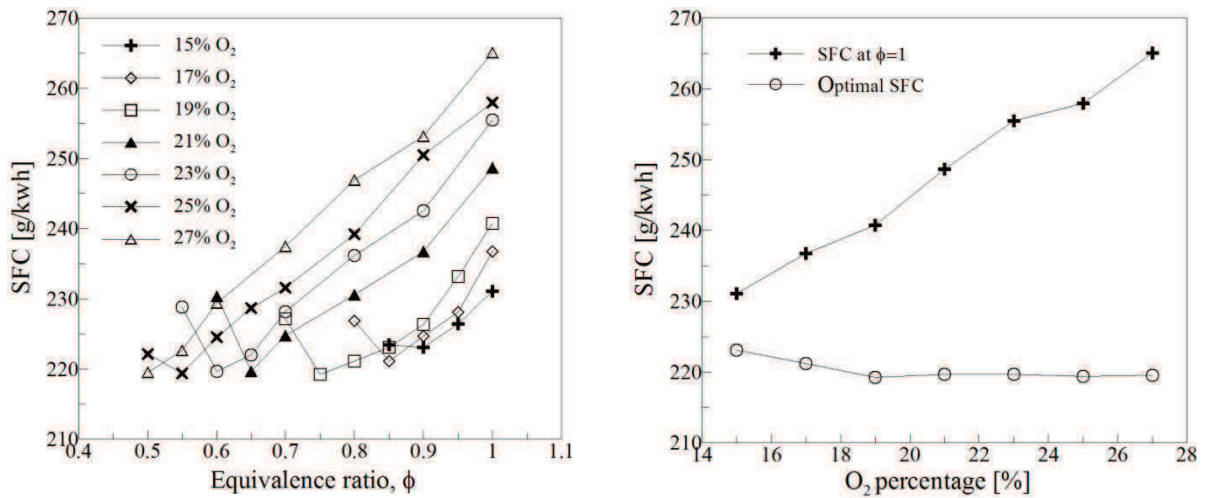 270
260
250
240
230
220
210
SFC [g/kwh]
15% O₂
17% O₂
19% O₂
21% O₂
23% O₂
25% O₂
27% O₂
0.4 0.5 0.6 0.7 0.8 0.9 1 1.1
Equivalence ratio, ϕ
270
260
250
240
230
220
210
SFC [g/kwh]
SFC at ϕ=1
Optimal SFC
14 16 18 20 22 24 26 28
O₂ percentage [%]